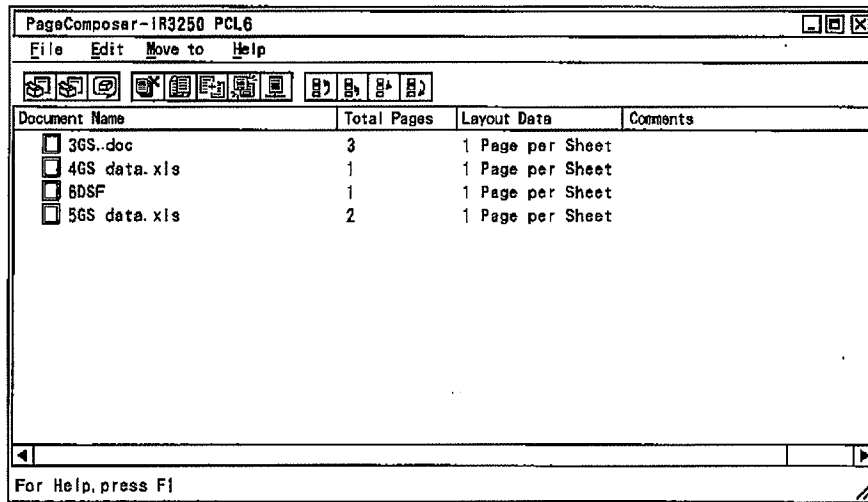 PageComposer-iR3250 PCL6
File Edit Move to Help
Document Name Total Pages Layout Data Comments
3GS.doc 3 1 Page per Sheet
4GS data.xls 1 1 Page per Sheet
6DSF 1 1 Page per Sheet
5GS data.xls 2 1 Page per Sheet
For Help, press F1